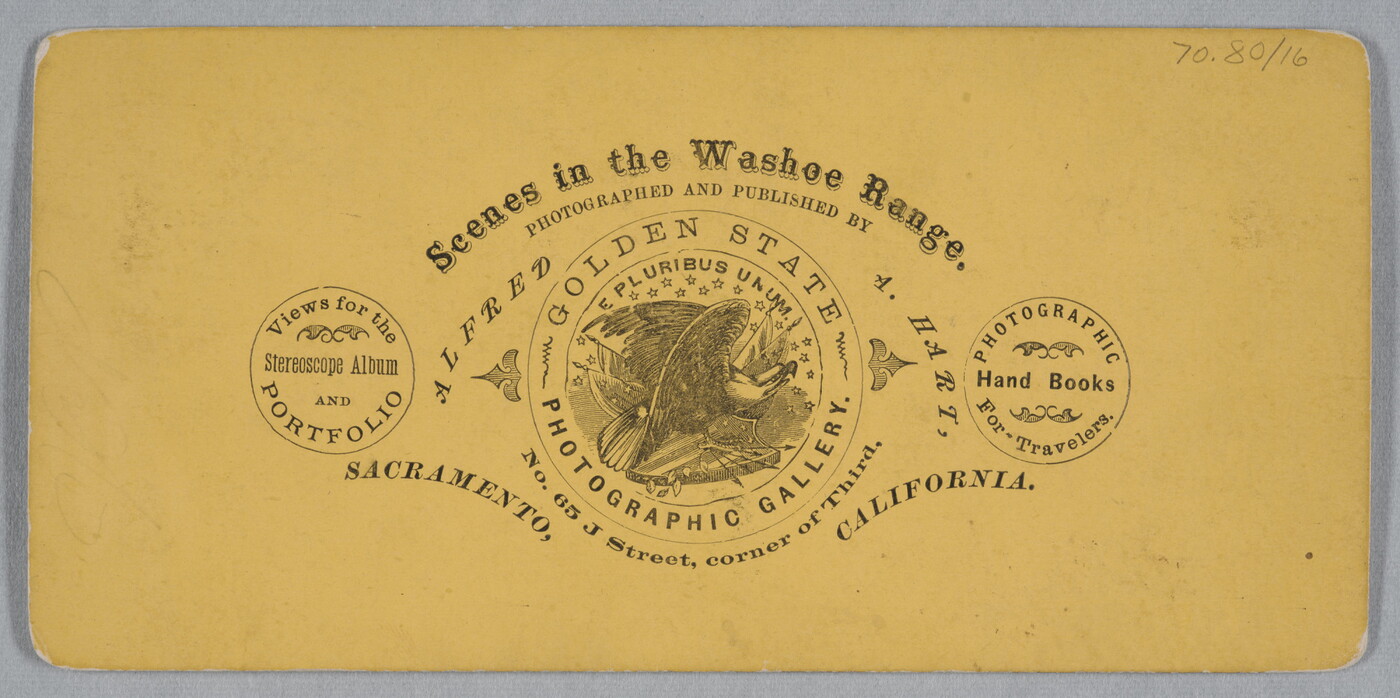 70.80/16
Scenes in the Washoe Range.
PHOTOGRAPHED AND PUBLISHED BY
ALFRED A. HART,
GOLDEN STATE
E PLURIBUS UNUM.
PHOTOGRAPHIC GALLERY.
No. 65 J Street, corner of Third,
SACRAMENTO,
CALIFORNIA.
Views for the
Stereoscope Album
AND
PORTFOLIO
PHOTOGRAPHIC
Hand Books
For-Travelers.